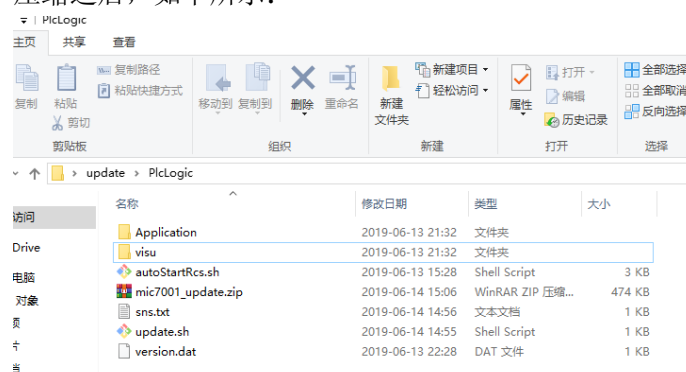 压缩之后，如下所示：
PlcLogic
主页 共享 查看
复制 粘贴 复制路径 粘贴快捷方式 剪切
移动到 复制到 删除 重命名
新建文件夹 新建项目 轻松访问
属性 打开 编辑 历史记录
全部选择 全部取消 反向选择
剪贴板 组织 新建 打开 选择
update > PlcLogic
名称 修改日期 类型 大小
Application 2019-06-13 21:32 文件夹
visu 2019-06-13 21:32 文件夹
autoStartRcs.sh 2019-06-13 15:28 Shell Script 3 KB
mic7001_update.zip 2019-06-14 15:06 WinRAR ZIP 压缩... 474 KB
sns.txt 2019-06-14 14:56 文本文档 1 KB
update.sh 2019-06-14 14:55 Shell Script 1 KB
version.dat 2019-06-13 22:28 DAT 文件 1 KB
访问
Drive
电脑
对象